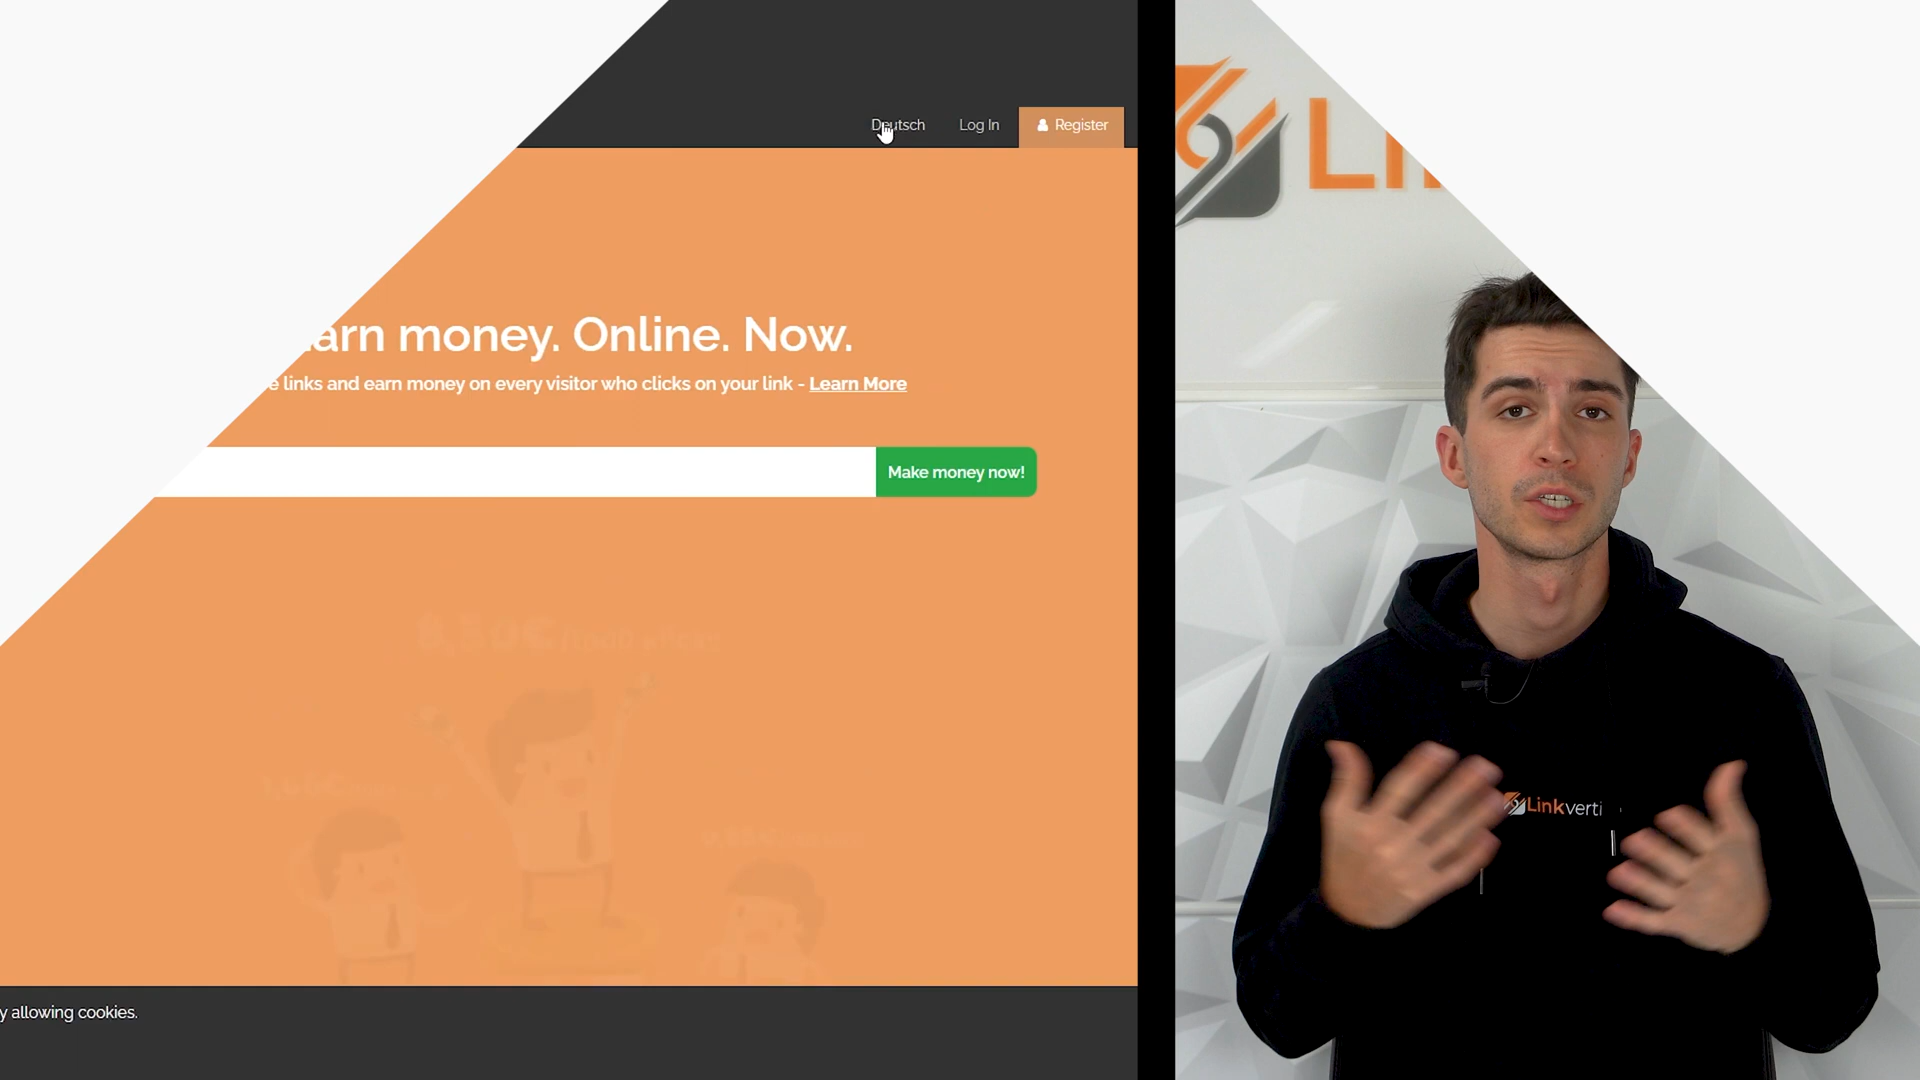 Deutsch
Log In
Register
arn money. Online. Now.
e links and earn money on every visitor who clicks on your link - Learn More
Make money now!
y allowing cookies.
LI
Linkverti